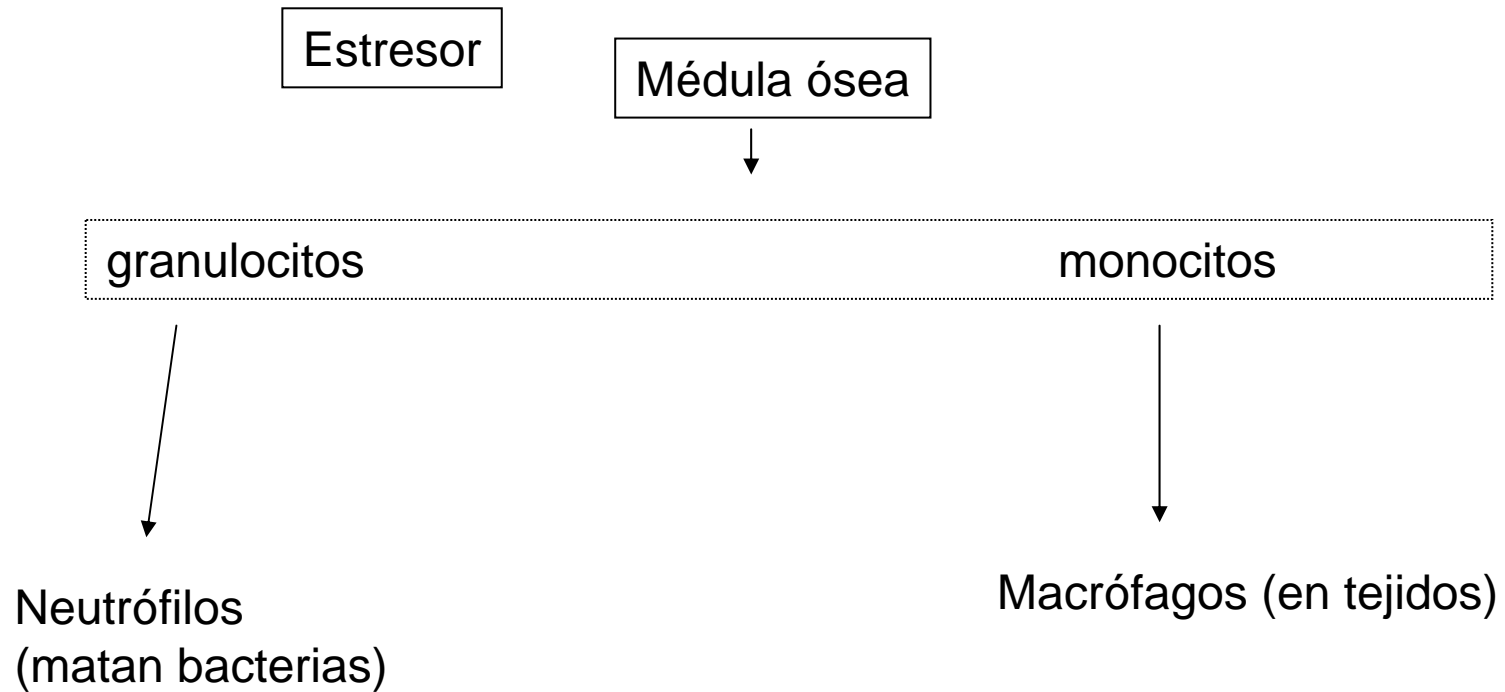 Estresor
Médula ósea
granulocitos
monocitos
Neutrófilos
(matan bacterias)
Macrófagos (en tejidos)